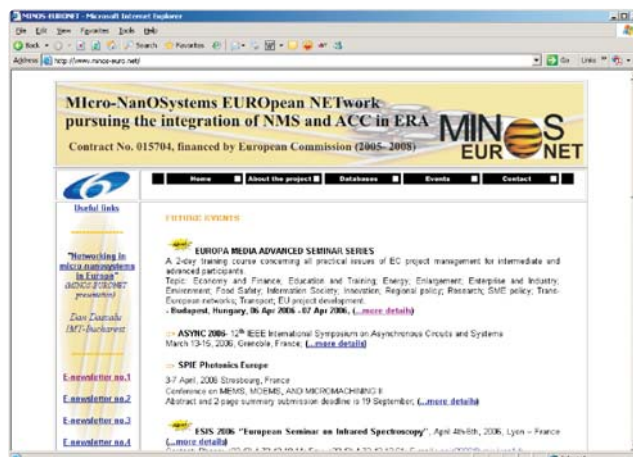 MINOS-EURONET - Microsoft Internet Explorer
File Edit View Favorites Tools Help
Back Search Favorites
Address http://www.minos-euro.net/ Go Links
MIcro-NanOSystems EUROpean NETwork
pursuing the integration of NMS and ACC in ERA
Contract No. 015704, financed by European Commission (2005- 2008)
MINOS
EURONET
6
Home About the project Databases Events Contact
Useful links
"Networking in
micro nanosystems
in Europe"
(MINOS-EURONET
presentation)
Dan Dascalu
IMT-Bucharest
E-newsletter no.1
E-newsletter no.2
E-newsletter no.3
E-newsletter no.4
FUTURE EVENTS
EUROPA MEDIA ADVANCED SEMINAR SERIES
A 2-day training course concerning all practical issues of EC project management for intermediate and
advanced participants.
Topic: Economy and Finance; Education and Training; Energy; Enlargement; Enterprise and Industry;
Environment; Food Safety; Information Society; Innovation; Regional policy; Research; SME policy; Trans-
European networks; Transport; EU project development.
- Budapest, Hungary, 06 Apr 2006 - 07 Apr 2006, (...more details)
ASYNC 2006- 12th IEEE International Symposium on Asynchronous Circuits and Systems
March 13-15, 2006, Grenoble, France; (...more details)
SPIE Photonics Europe
3-7 April, 2006 Strasbourg, France
Conference on MEMS, MOEMS, AND MICROMACHINING II
Abstract and 2-page summary submission deadline is 19 September; (...more details)
ESIS 2006 "European Seminar on Infrared Spectroscopy", April 4th-6th, 2006, Lyon – France
(...more details)